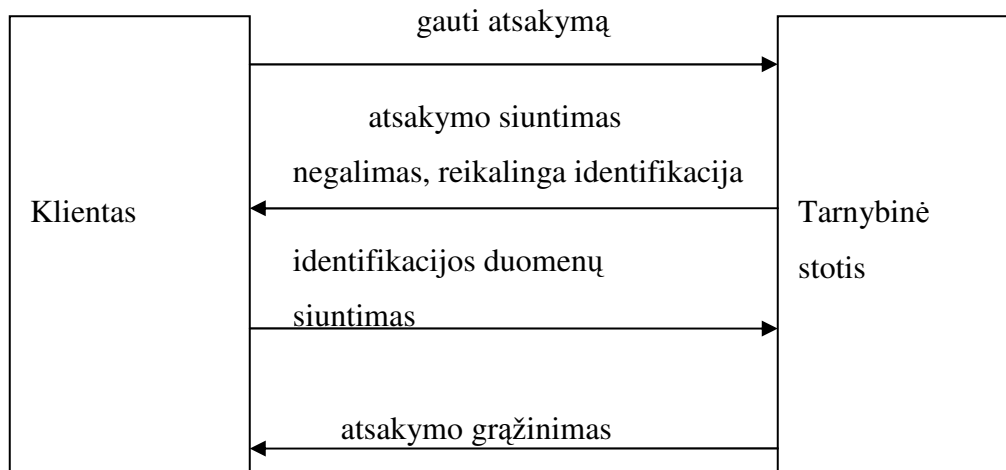 gauti atsakymą
atsakymo siuntimas
negalimas, reikalinga identifikacija
Klientas
Tarnybinė
stotis
identifikacijos duomenų
siuntimas
atsakymo grąžinimas